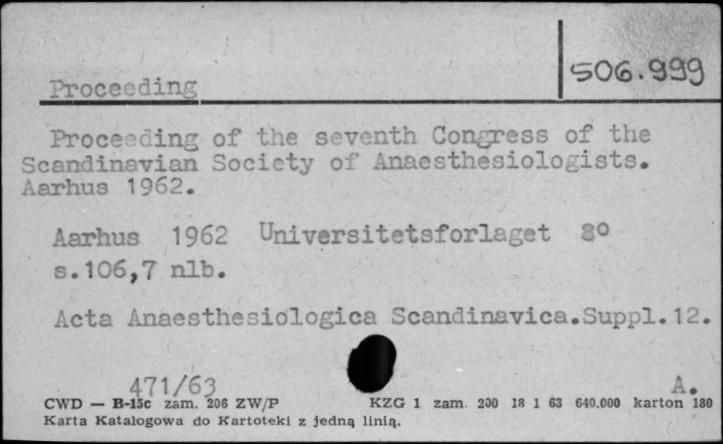 506.999
Proceeding
Proceeding of the seventh Congress of the
Scandinavian Society of Anaesthesiologists.
Aarhus 1962.
Aarhus 1962 Universitetsforlaget 8º
s.106,7 nlb.
Acta Anaesthesiologica Scandinavica.Suppl.12.
471/63 A.
CWD — B-15c zam. 206 ZW/P KZG 1 zam. 200 18 1 63 640.000 karton 180
Karta Katalogowa do Kartoteki z jedną linią.